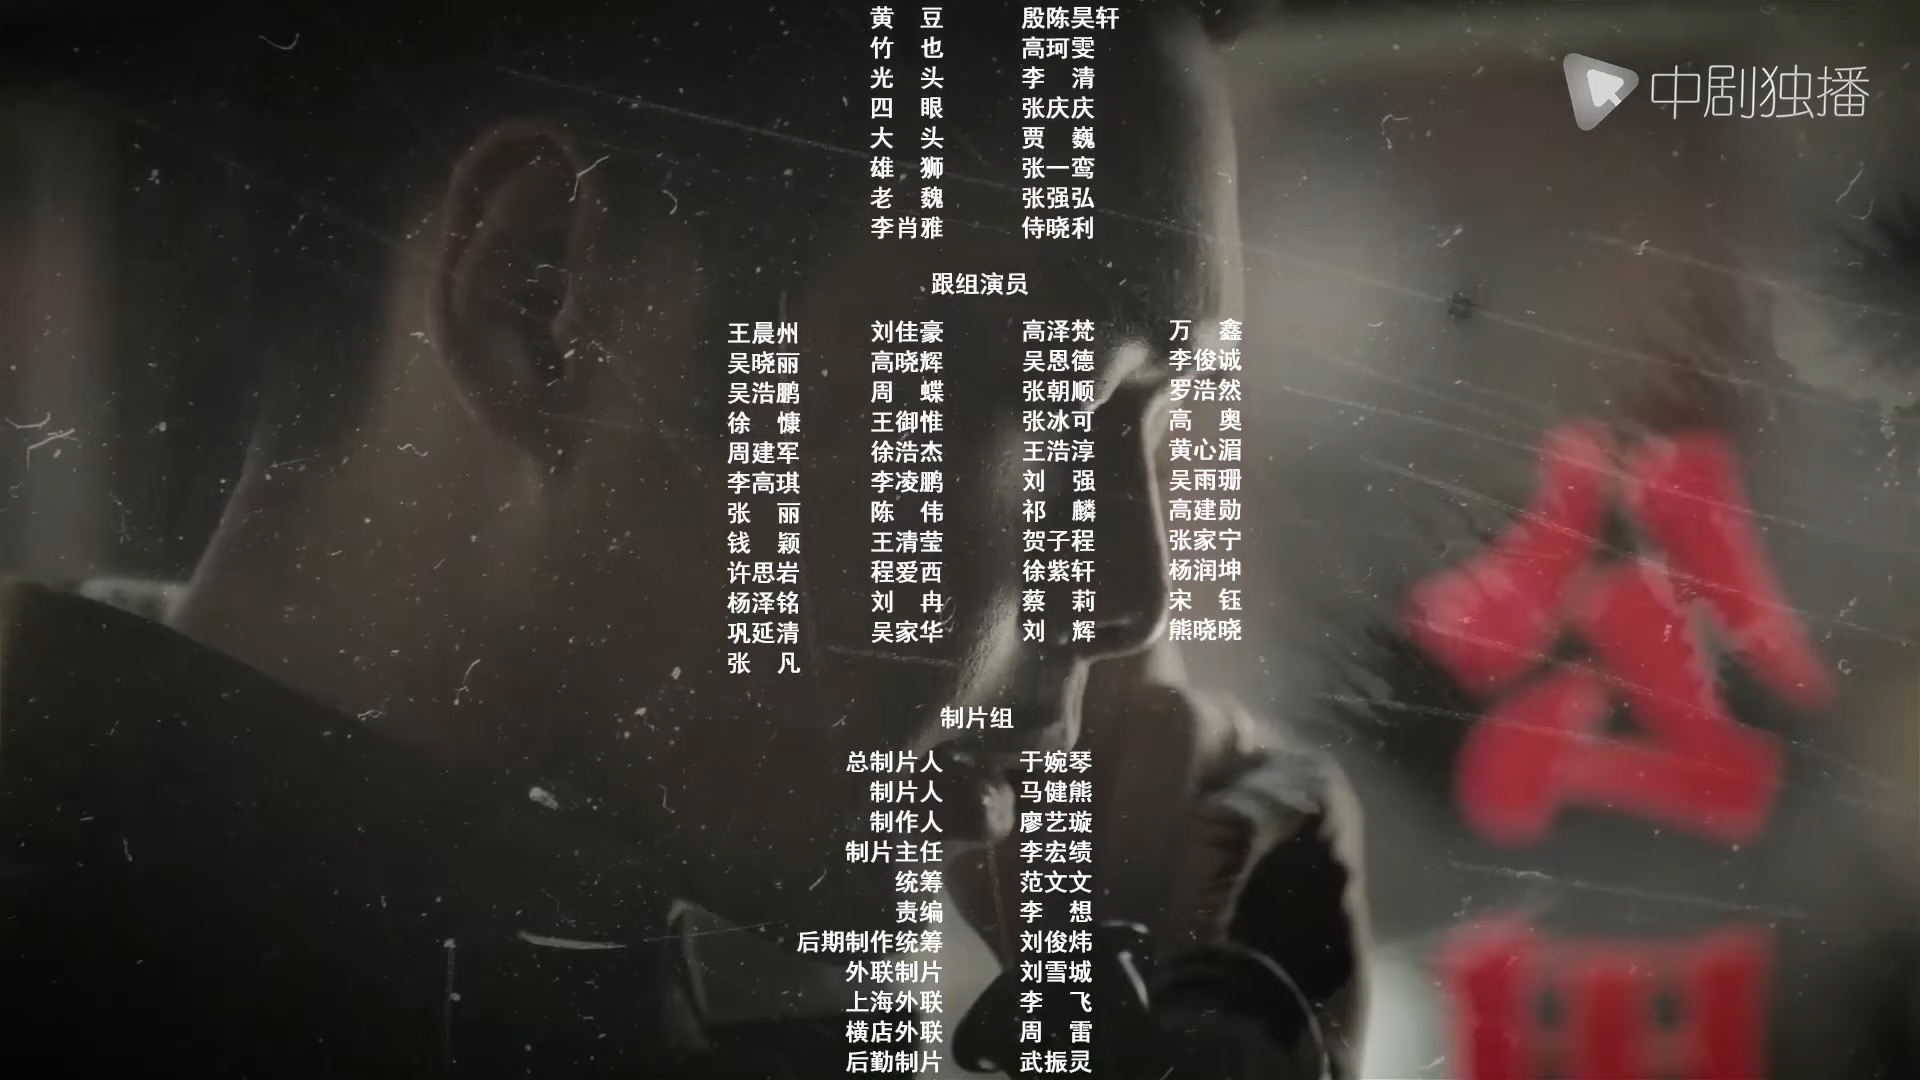 黄豆 殷陈昊轩
竹也 高珂雯
中剧独播
光头 李清
四眼 张庆庆
大头 贾巍
雄狮 张一鸾
老魏 张强弘
李肖雅 侍晓利
跟组演员
王晨州 刘佳豪 高泽梵 万鑫
吴晓丽 高晓辉 吴恩德 李俊诚
吴浩鹏 周蝶 张朝顺 罗浩然
徐慷 王御惟 张冰可 高奥
周建军 徐浩杰 王浩淳 黄心湄
李高琪 李凌鹏 刘强 吴雨珊
张丽 陈伟 祁麟 高建勋
钱颖 王清莹 贺子程 张家宁
许思岩 程爱西 徐紫轩 杨润坤
杨泽铭 刘冉 蔡莉 宋钰
巩延清 吴家华 刘辉 熊晓晓
张凡
制片组
总制片人 于婉琴
制片人 马健熊
制作人 廖艺璇
制片主任 李宏绩
统筹 范文文
责编 李想
后期制作统筹 刘俊炜
外联制片 刘雪城
上海外联 李飞
横店外联 周雷
后勤制片 武振灵